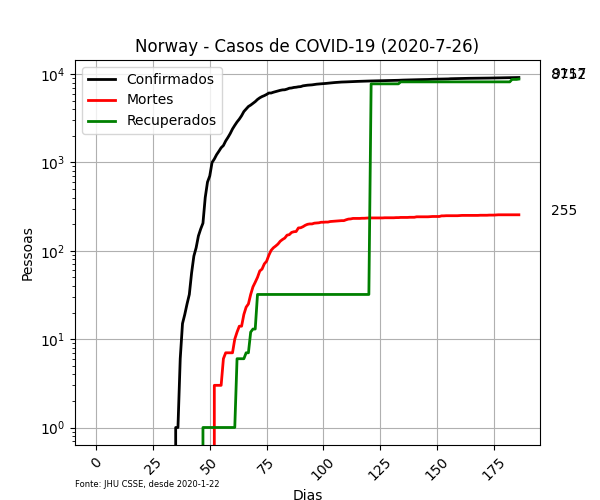 Norway - Casos de COVID-19 (2020-7-26)
Confirmados
Mortes
Recuperados
10⁴
10³
10²
10¹
10⁰
Pessoas
255
0
25
50
75
100
125
150
175
Dias
Fonte: JHU CSSE, desde 2020-1-22